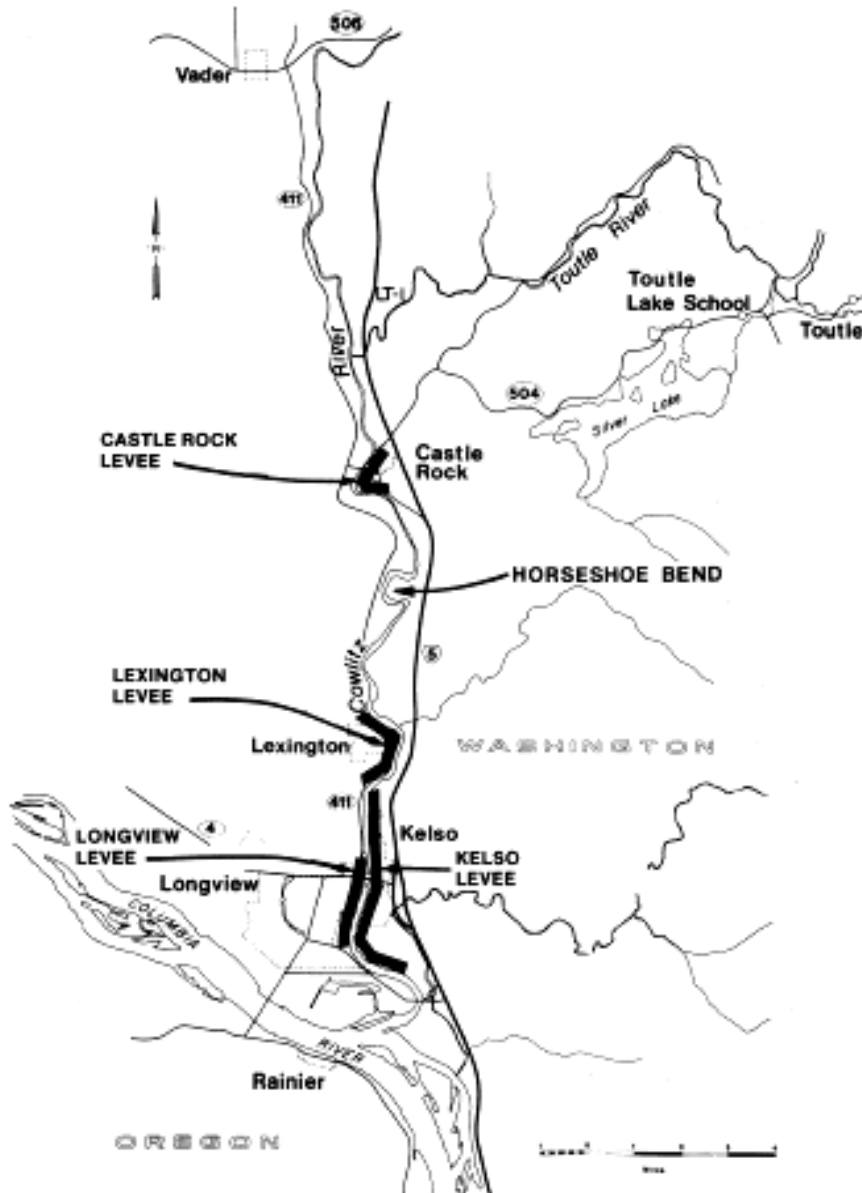 506
Vader
411
N
Toutle River
LT-1
Toutle
Lake School
Toutle
River
504
Silver Lake
CASTLE ROCK
LEVEE
Castle
Rock
HORSESHOE BEND
5
Cowlitz
LEXINGTON
LEVEE
Lexington
WASHINGTON
411
4
LONGVIEW
LEVEE
Kelso
KELSO
LEVEE
Longview
COLUMBIA
RIVER
Rainier
OREGON